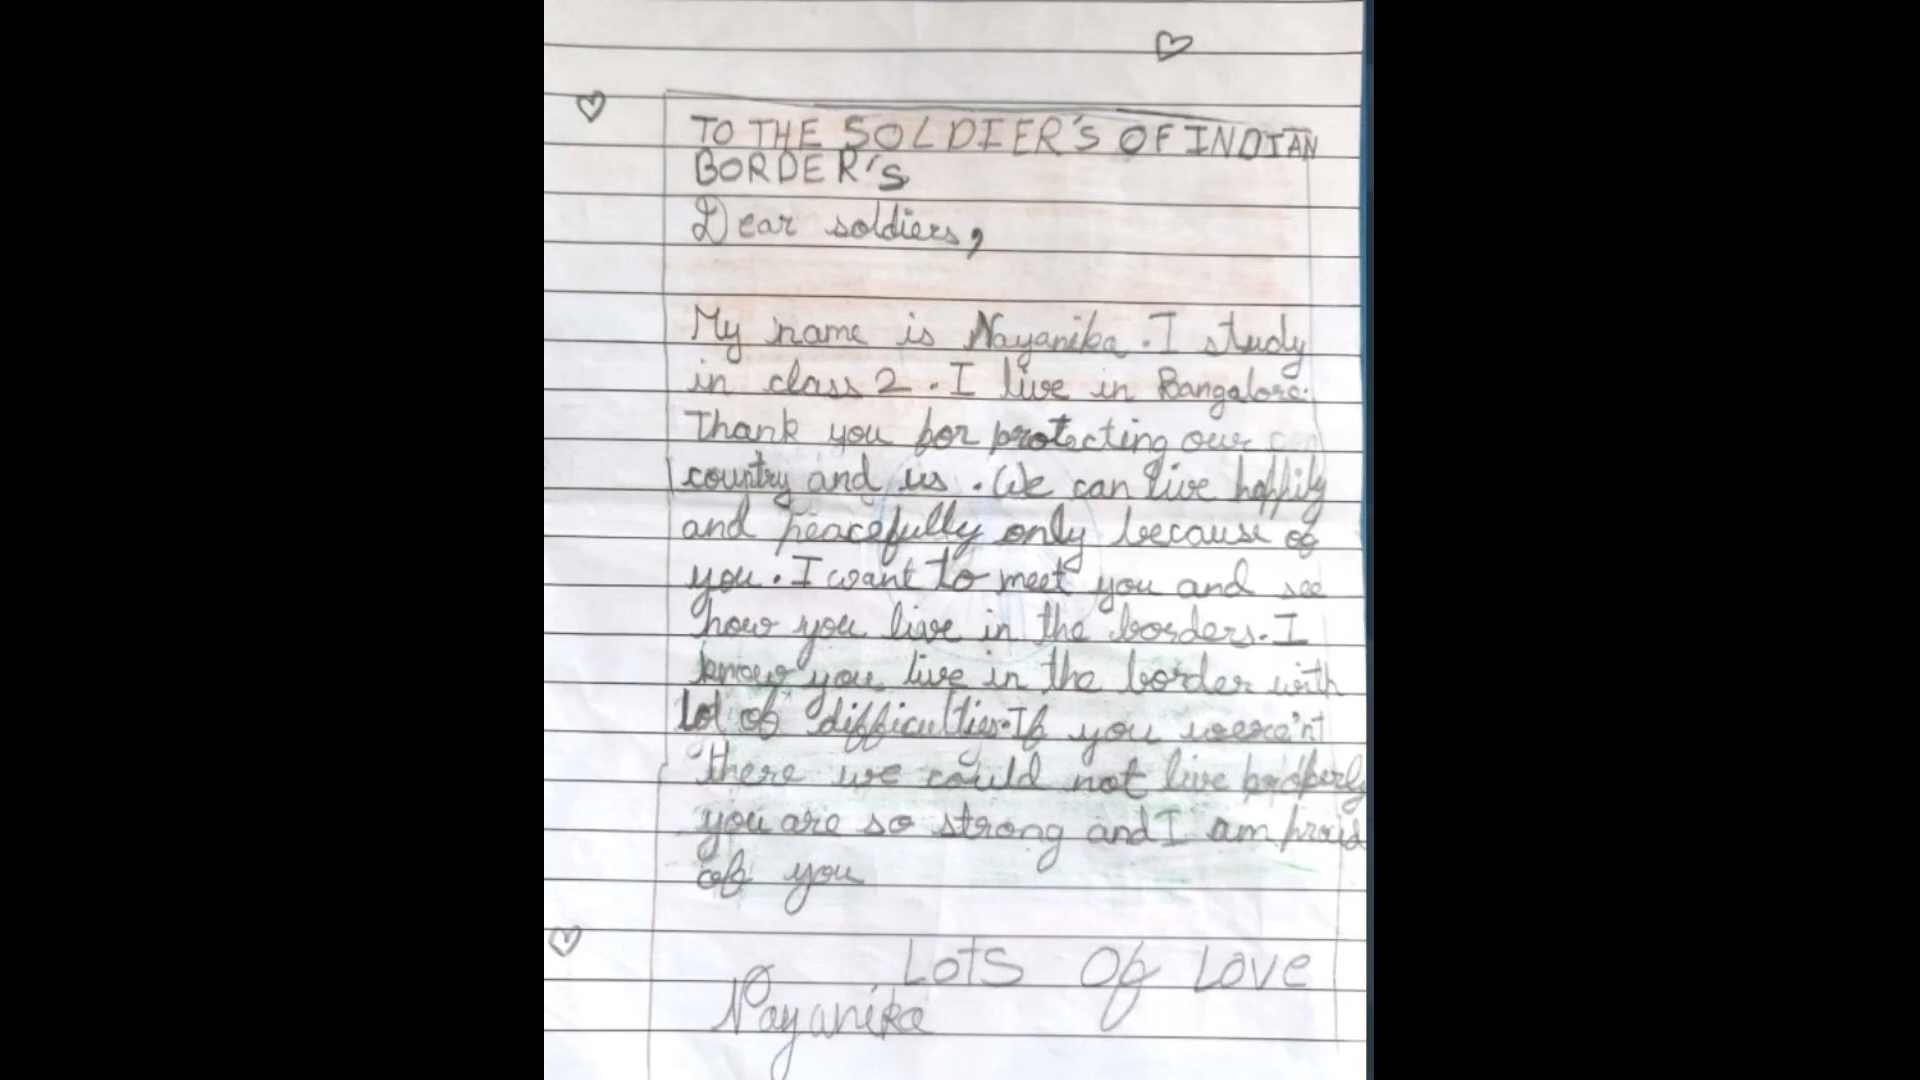 TO THE SOLDIER'S OF INDIAN
BORDER'S
Dear soldiers,
My name is Nayanika. I study
in class 2. I live in Bangalore.
Thank you for protecting our con
country and us. We can live happily
and peacefully only because of
you. I want to meet you and see
how you live in the borders. I
know you live in the border with
lot of difficulties. If you weren't
there we could not live properly
you are so strong and I am proud
of you
LOTS Of LOVE
Nayanika